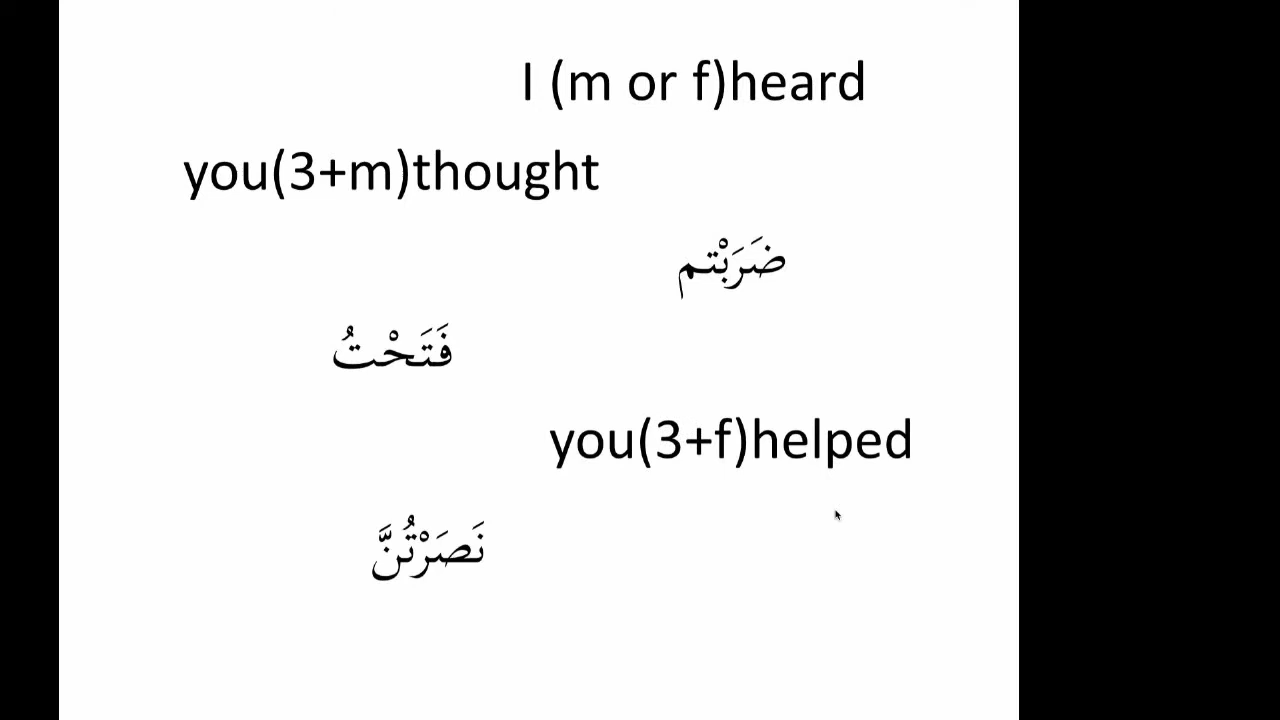 I (m or f)heard
you(3+m)thought
ضَرَبْتم
فَتَحْتُ
you(3+f)helped
نَصَرْتُنَّ